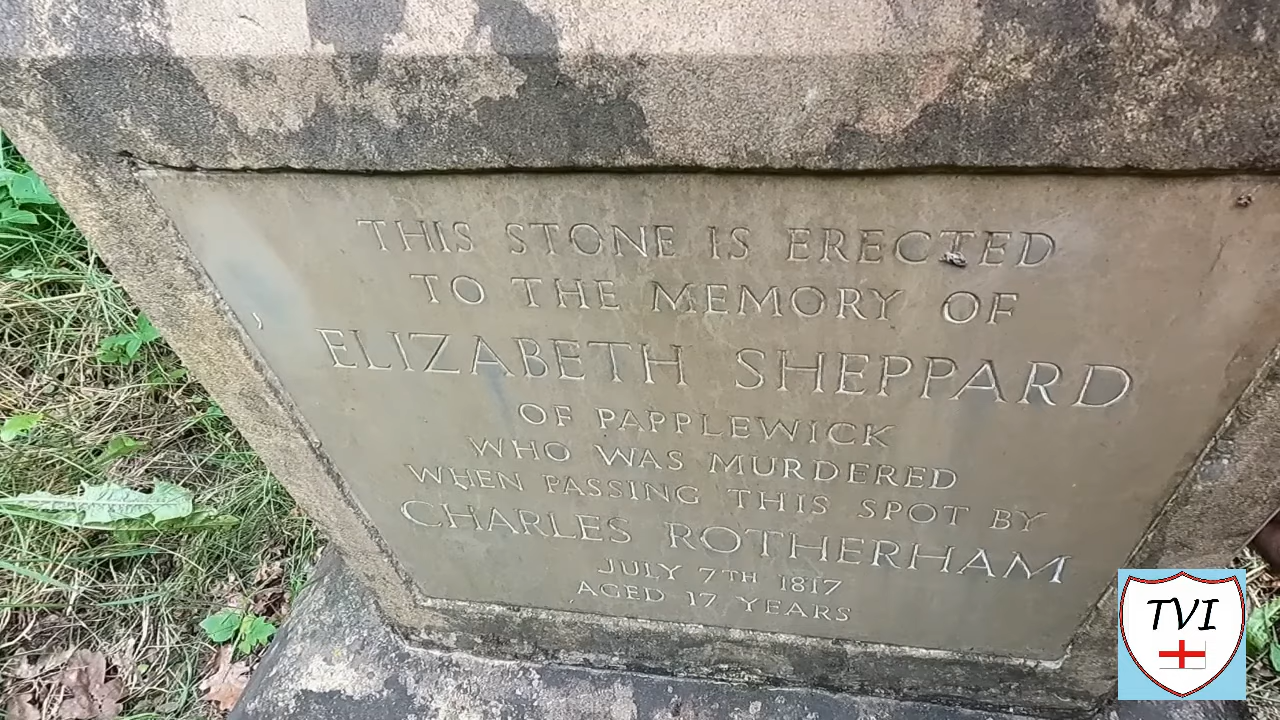 THIS STONE IS ERECTED
TO THE MEMORY OF
ELIZABETH SHEPPARD
OF PAPPLEWICK
WHO WAS MURDERED
WHEN PASSING THIS SPOT BY
CHARLES ROTHERHAM
JULY 7TH 1817
AGED 17 YEARS
TVI